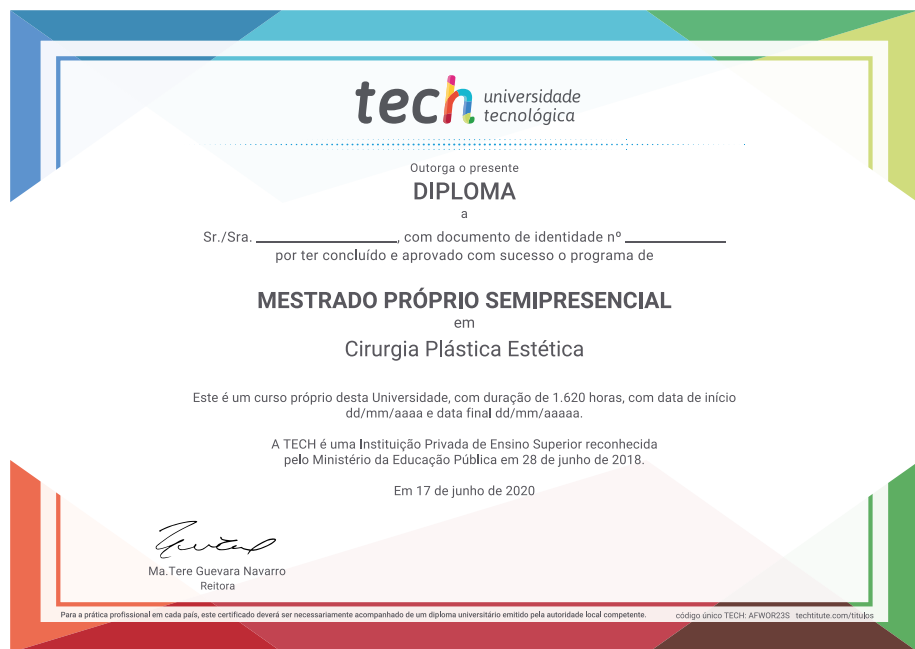 tech universidade
tecnológica
Outorga o presente
DIPLOMA
a
Sr./Sra. ________________, com documento de identidade nº ____________
por ter concluído e aprovado com sucesso o programa de
MESTRADO PRÓPRIO SEMIPRESENCIAL
em
Cirurgia Plástica Estética
Este é um curso próprio desta Universidade, com duração de 1.620 horas, com data de início
dd/mm/aaaa e data final dd/mm/aaaaa.
A TECH é uma Instituição Privada de Ensino Superior reconhecida
pelo Ministério da Educação Pública em 28 de junho de 2018.
Em 17 de junho de 2020
Ma.Tere Guevara Navarro
Reitora
Para a prática profissional em cada país, este certificado deverá ser necessariamente acompanhado de um diploma universitário emitido pela autoridade local competente. código único TECH: AFWOR23S techtitute.com/titulos